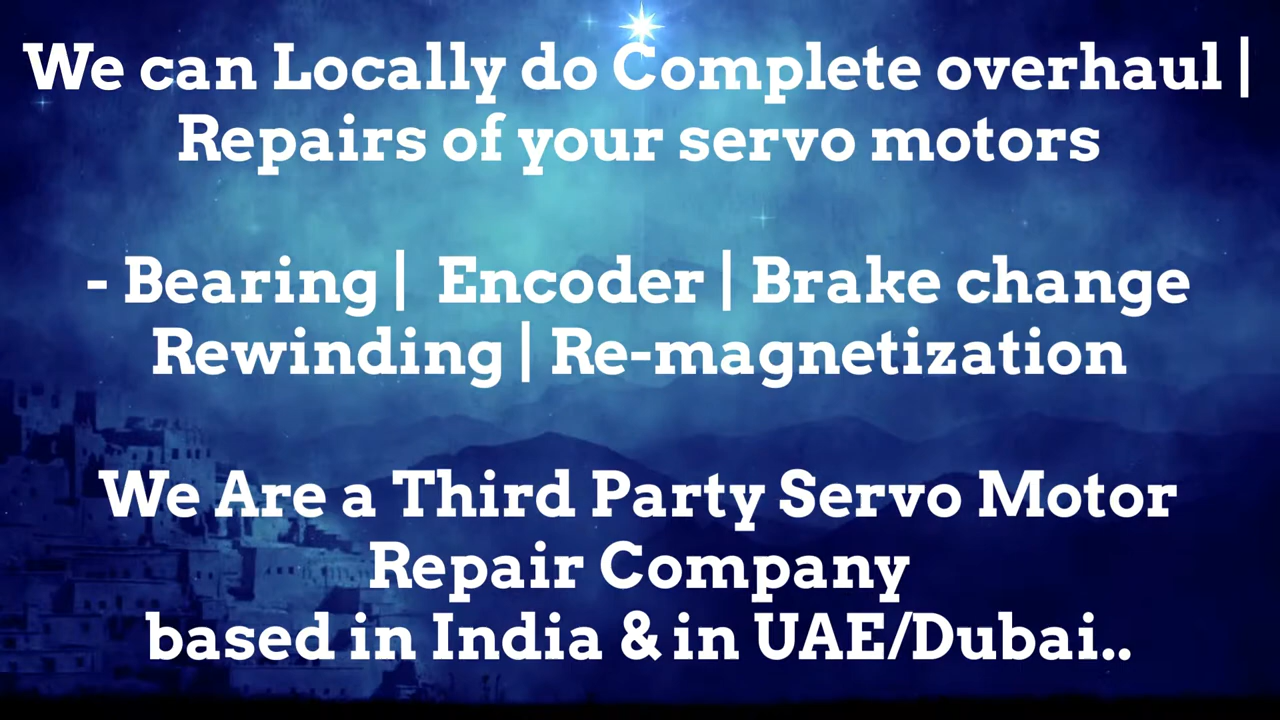 We can Locally do Complete overhaul |
Repairs of your servo motors
- Bearing | Encoder | Brake change
Rewinding | Re-magnetization
We Are a Third Party Servo Motor
Repair Company
based in India & in UAE/Dubai..